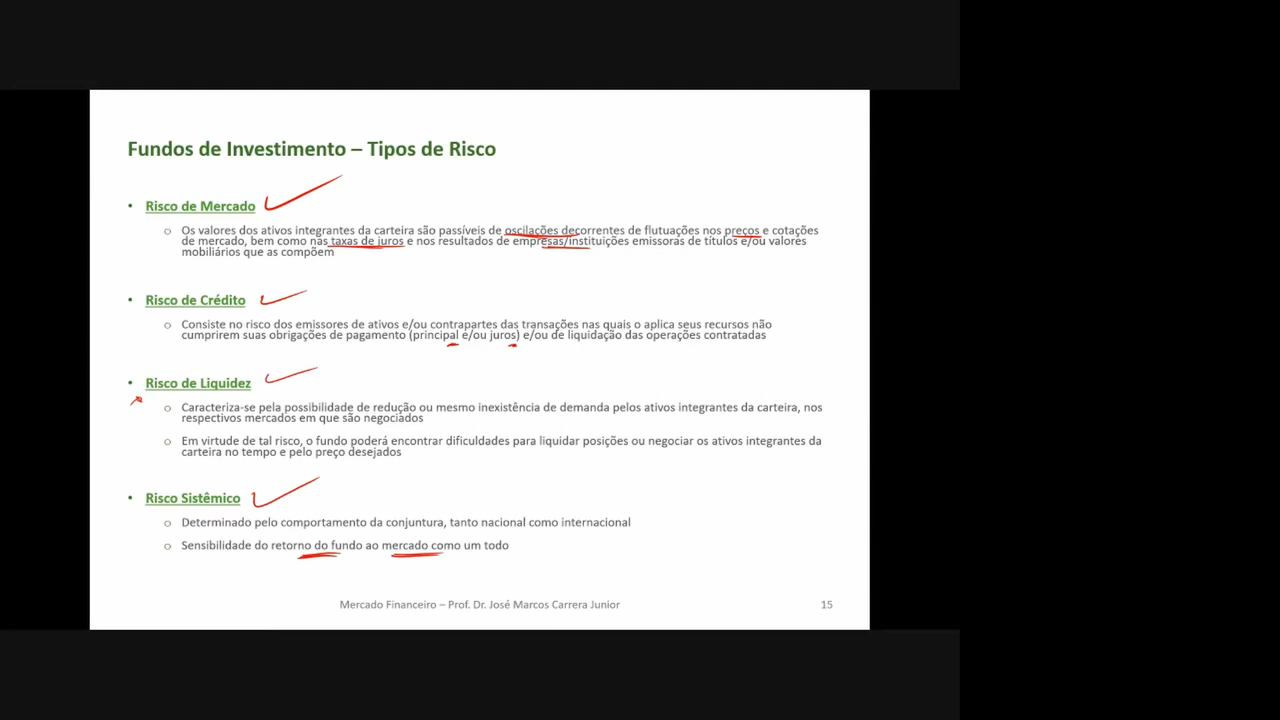 Fundos de Investimento – Tipos de Risco
• Risco de Mercado
o Os valores dos ativos integrantes da carteira são passíveis de oscilações decorrentes de flutuações nos preços e cotações
de mercado, bem como nas taxas de juros e nos resultados de empresas/instituições emissoras de títulos e/ou valores
mobiliários que as compõem
• Risco de Crédito
o Consiste no risco dos emissores de ativos e/ou contrapartes das transações nas quais o aplica seus recursos não
cumprirem suas obrigações de pagamento (principal e/ou juros) e/ou de liquidação das operações contratadas
• Risco de Liquidez
o Caracteriza-se pela possibilidade de redução ou mesmo inexistência de demanda pelos ativos integrantes da carteira, nos
respectivos mercados em que são negociados
o Em virtude de tal risco, o fundo poderá encontrar dificuldades para liquidar posições ou negociar os ativos integrantes da
carteira no tempo e pelo preço desejados
• Risco Sistêmico
o Determinado pelo comportamento da conjuntura, tanto nacional como internacional
o Sensibilidade do retorno do fundo ao mercado como um todo
Mercado Financeiro – Prof. Dr. José Marcos Carrera Junior 15